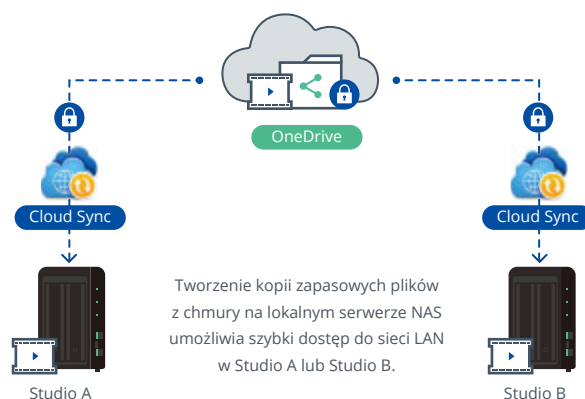 OneDrive
Cloud Sync
Cloud Sync
Tworzenie kopii zapasowych plików
z chmury na lokalnym serwerze NAS
umożliwia szybki dostęp do sieci LAN
w Studio A lub Studio B.
Studio A
Studio B